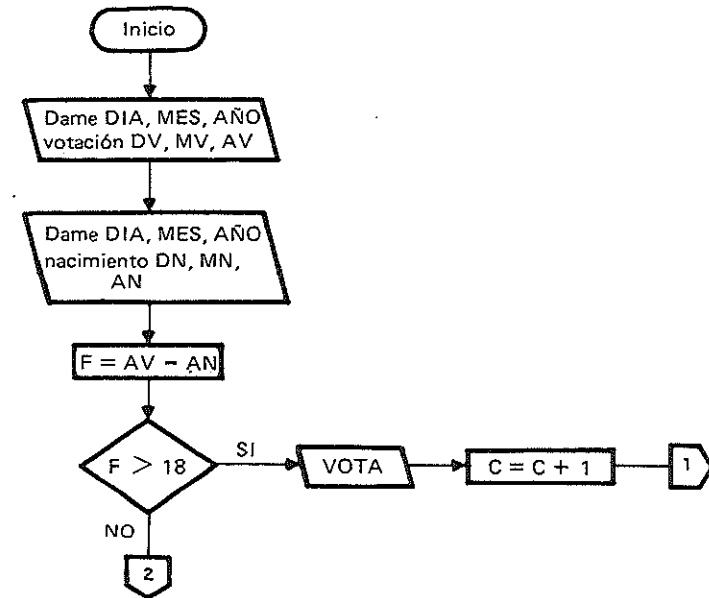 Inicio
Dame DIA, MES, AÑO
votación DV, MV, AV
Dame DIA, MES, AÑO
nacimiento DN, MN,
AN
F = AV - AN
F > 18
SI
VOTA
C = C + 1
1
NO
2